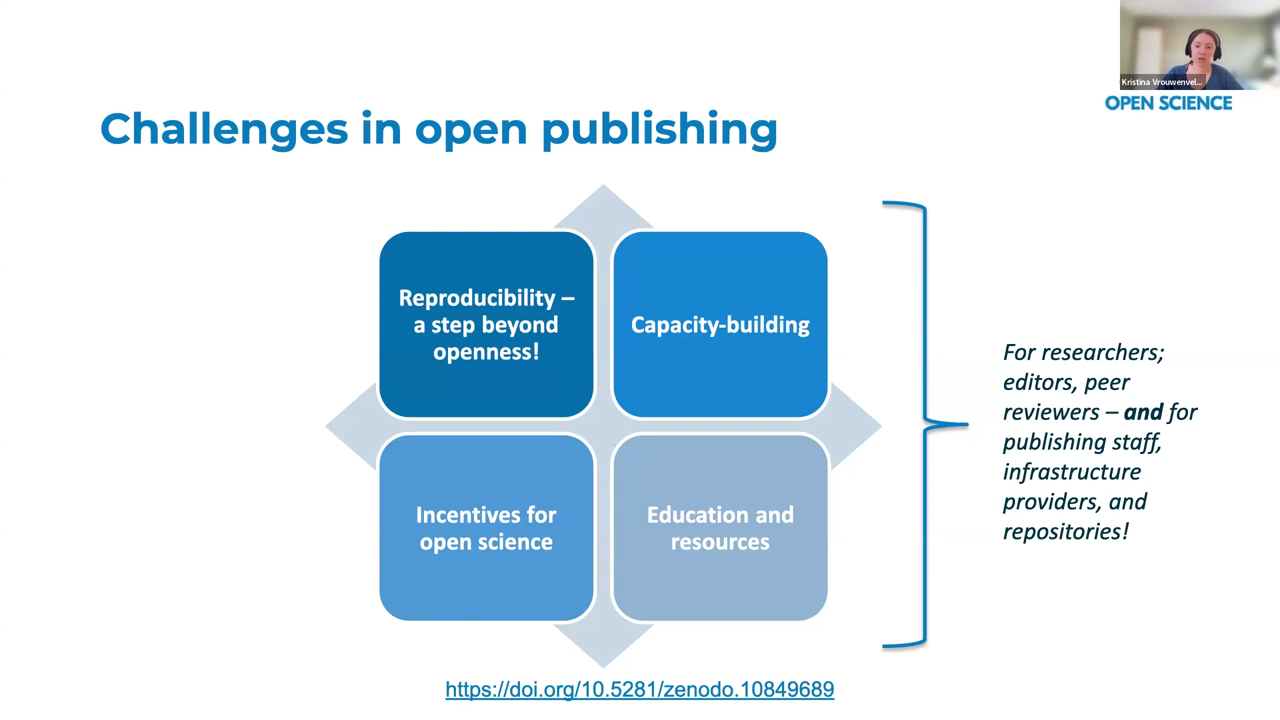 Kristina Vrouwenvel...
OPEN SCIENCE
Challenges in open publishing
Reproducibility –
a step beyond
openness!
Capacity-building
Incentives for
open science
Education and
resources
For researchers;
editors, peer
reviewers – and for
publishing staff,
infrastructure
providers, and
repositories!
https://doi.org/10.5281/zenodo.10849689